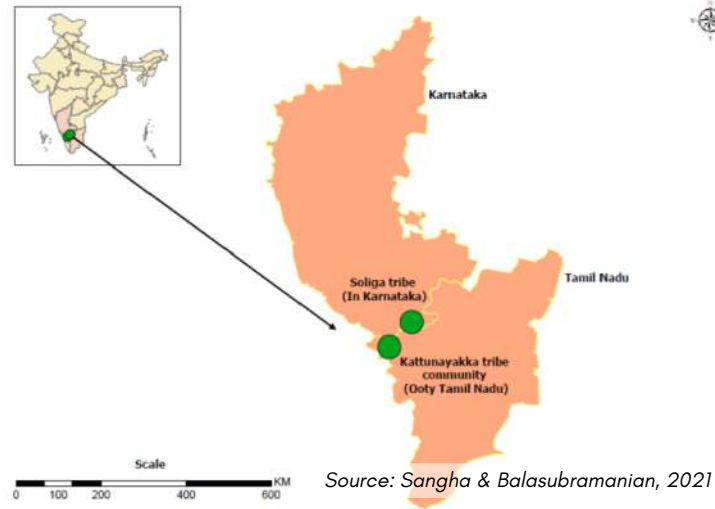 Karnataka
Tamil Nadu
Soliga tribe
(In Karnataka)
Kattunayakka tribe
community
(Ooty Tamil Nadu)
Scale
KM
0 100 200 400 600
Source: Sangha & Balasubramanian, 2021